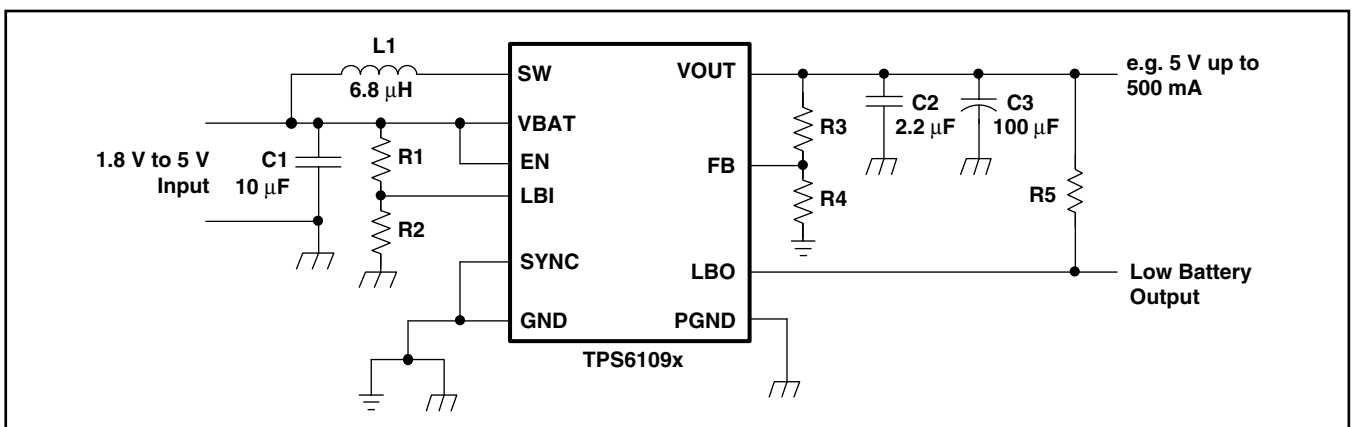 L1
6.8 μH
SW
VOUT
e.g. 5 V up to
500 mA
VBAT
C2
2.2 μF
C3
100 μF
R3
1.8 V to 5 V
Input
C1
10 μF
R1
EN
FB
LBI
R4
R5
R2
SYNC
LBO
Low Battery
Output
GND
PGND
TPS6109x